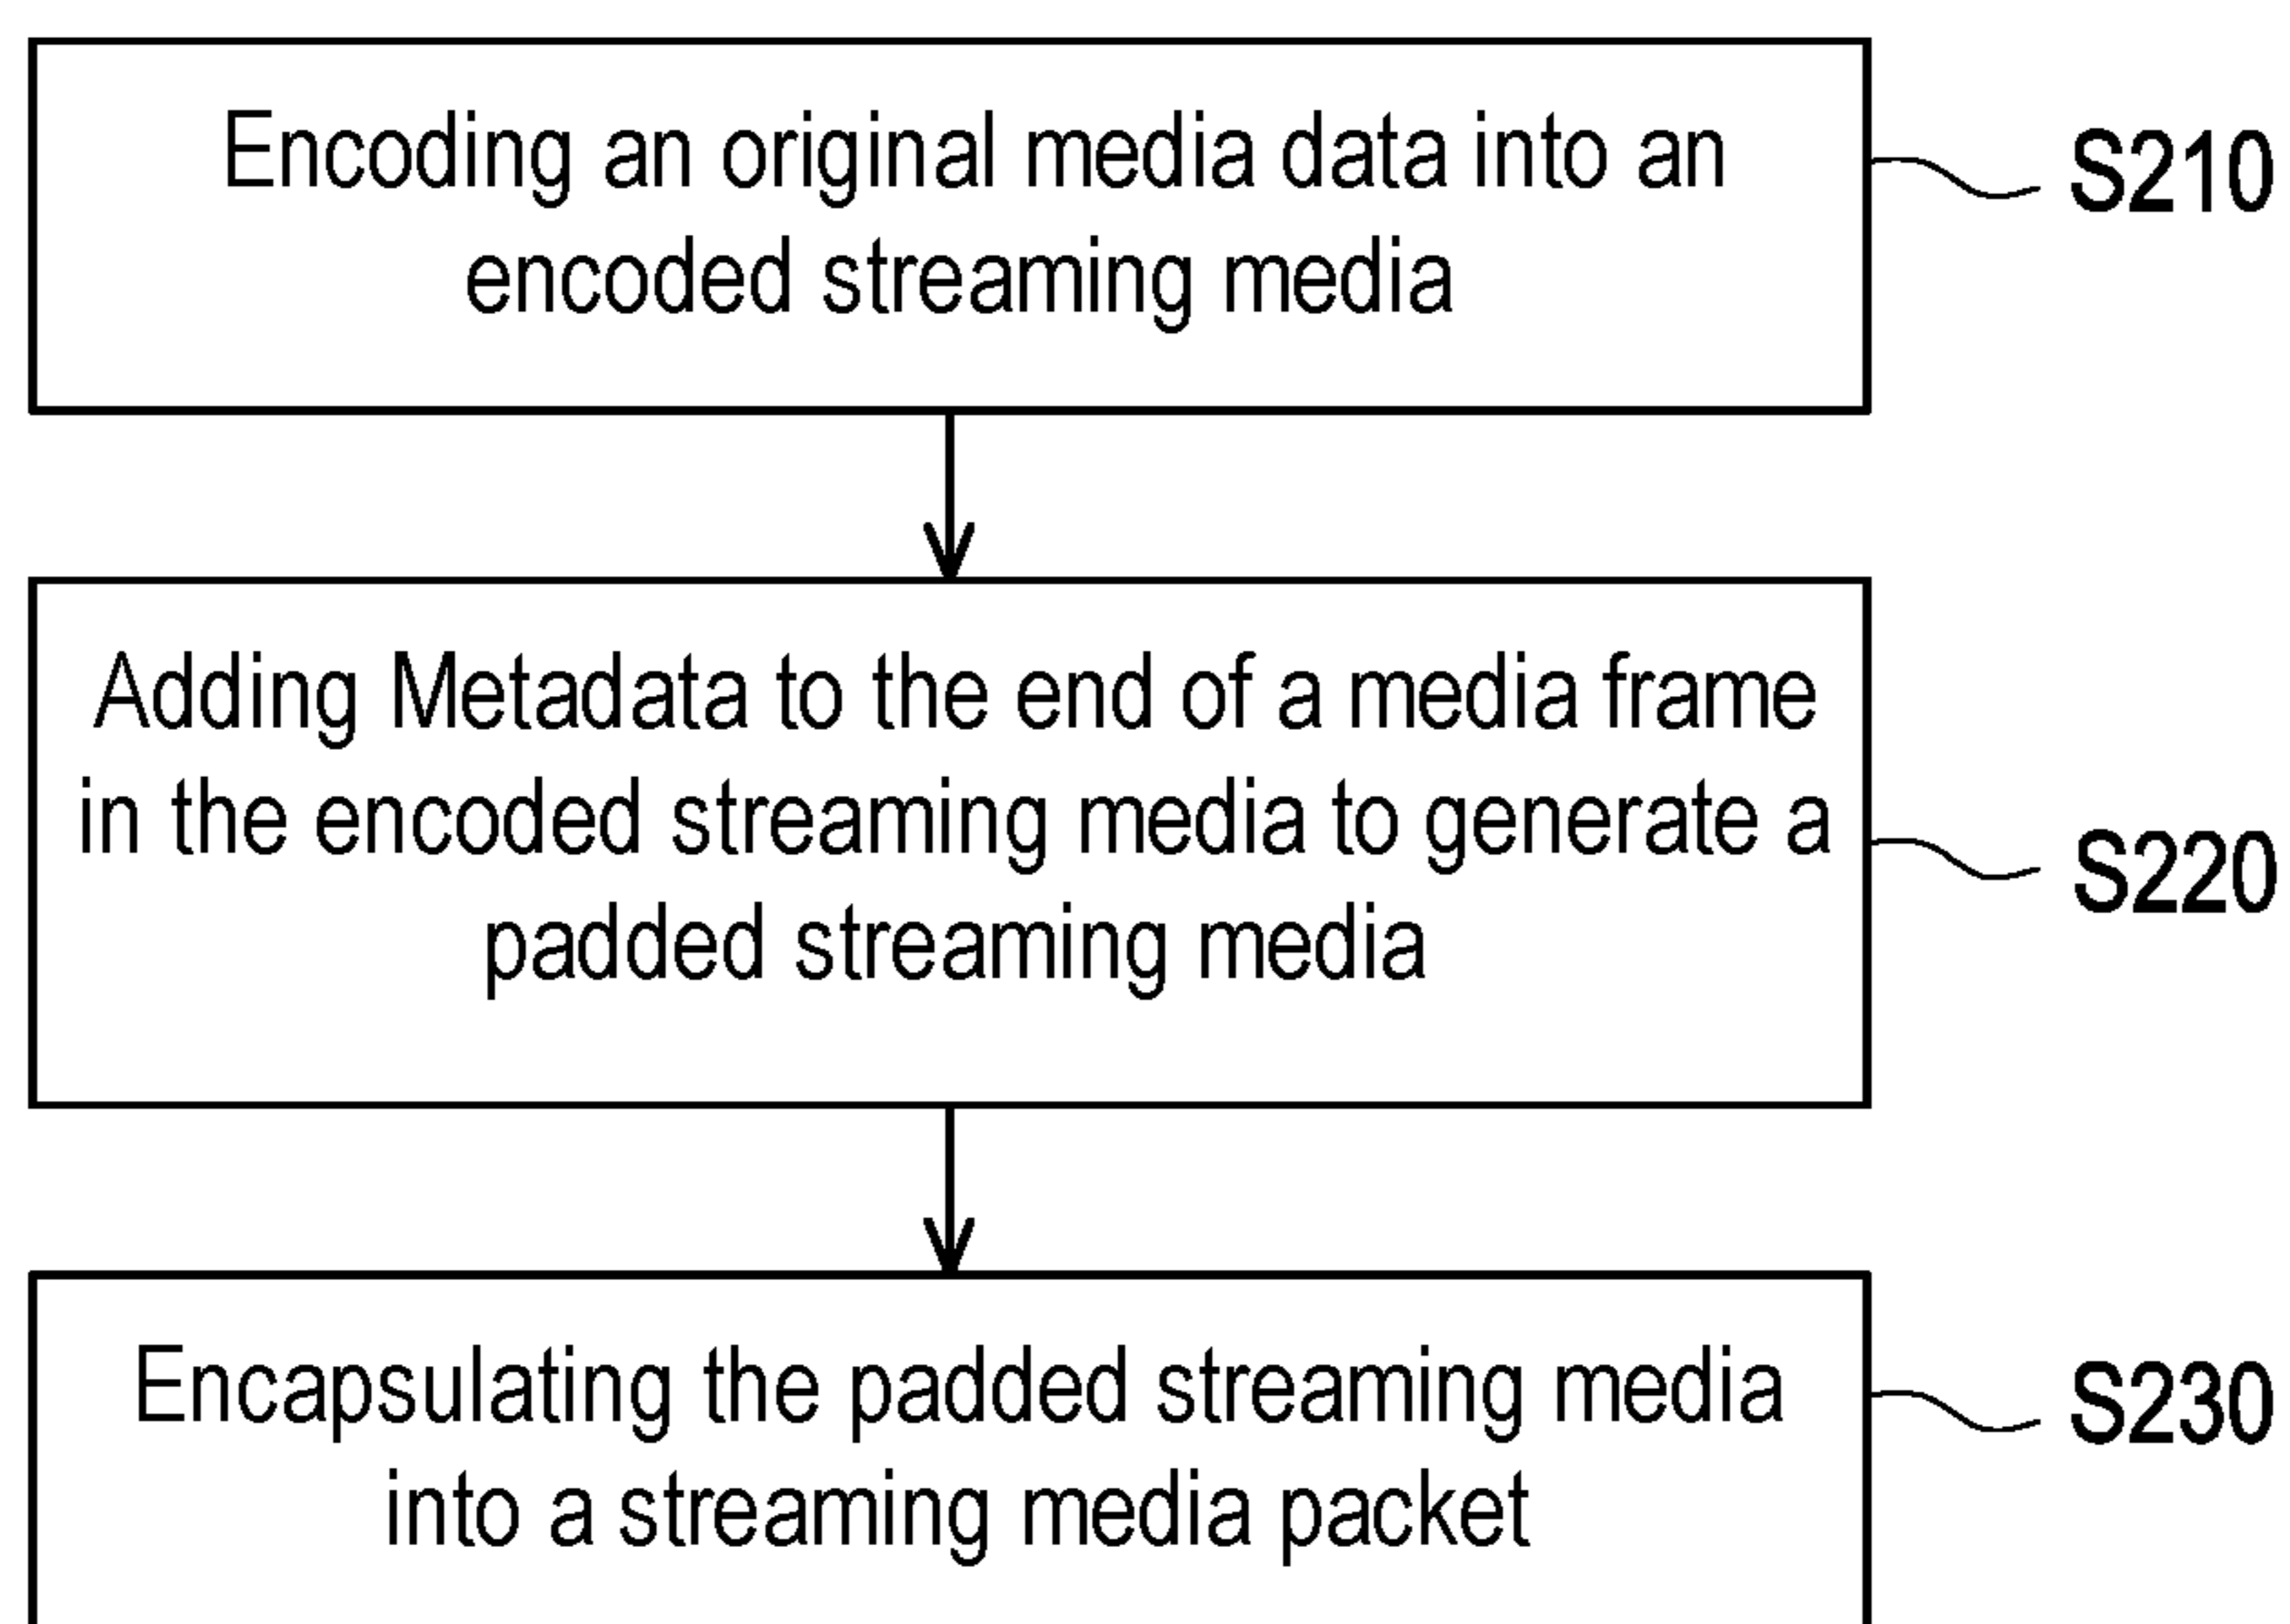 Encoding an original media data into an
encoded streaming media
S210
Adding Metadata to the end of a media frame
in the encoded streaming media to generate a
padded streaming media
S220
Encapsulating the padded streaming media
into a streaming media packet
S230